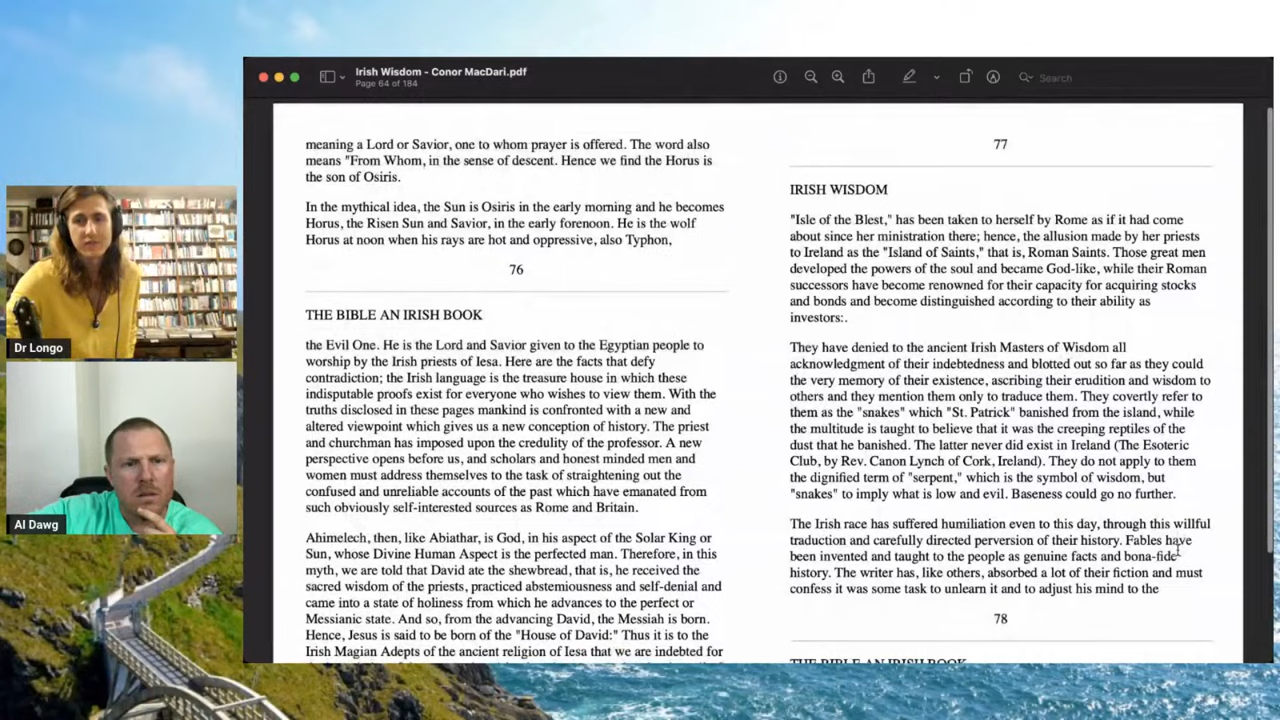 Irish Wisdom - Conor MacDari.pdf
Page 64 of 184
Search
meaning a Lord or Savior, one to whom prayer is offered. The word also
means "From Whom, in the sense of descent. Hence we find the Horus is
the son of Osiris.
In the mythical idea, the Sun is Osiris in the early morning and he becomes
Horus, the Risen Sun and Savior, in the early forenoon. He is the wolf
Horus at noon when his rays are hot and oppressive, also Typhon,
76
THE BIBLE AN IRISH BOOK
the Evil One. He is the Lord and Savior given to the Egyptian people to
worship by the Irish priests of Iesa. Here are the facts that defy
contradiction; the Irish language is the treasure house in which these
indisputable proofs exist for everyone who wishes to view them. With the
truths disclosed in these pages mankind is confronted with a new and
altered viewpoint which gives us a new conception of history. The priest
and churchman has imposed upon the credulity of the professor. A new
perspective opens before us, and scholars and honest minded men and
women must address themselves to the task of straightening out the
confused and unreliable accounts of the past which have emanated from
such obviously self-interested sources as Rome and Britain.
Ahimelech, then, like Abiathar, is God, in his aspect of the Solar King or
Sun, whose Divine Human Aspect is the perfected man. Therefore, in this
myth, we are told that David ate the shewbread, that is, he received the
sacred wisdom of the priests, practiced abstemiousness and self-denial and
came into a state of holiness from which he advances to the perfect or
Messianic state. And so, from the advancing David, the Messiah is born.
Hence, Jesus is said to be born of the "House of David:" Thus it is to the
Irish Magian Adepts of the ancient religion of Iesa that we are indebted for
77
IRISH WISDOM
"Isle of the Blest," has been taken to herself by Rome as if it had come
about since her ministration there; hence, the allusion made by her priests
to Ireland as the "Island of Saints," that is, Roman Saints. Those great men
developed the powers of the soul and became God-like, while their Roman
successors have become renowned for their capacity for acquiring stocks
and bonds and become distinguished according to their ability as
investors:.
They have denied to the ancient Irish Masters of Wisdom all
acknowledgment of their indebtedness and blotted out so far as they could
the very memory of their existence, ascribing their erudition and wisdom to
others and they mention them only to traduce them. They covertly refer to
them as the "snakes" which "St. Patrick" banished from the island, while
the multitude is taught to believe that it was the creeping reptiles of the
dust that he banished. The latter never did exist in Ireland (The Esoteric
Club, by Rev. Canon Lynch of Cork, Ireland). They do not apply to them
the dignified term of "serpent," which is the symbol of wisdom, but
"snakes" to imply what is low and evil. Baseness could go no further.
The Irish race has suffered humiliation even to this day, through this willful
traduction and carefully directed perversion of their history. Fables have
been invented and taught to the people as genuine facts and bona-fide
history. The writer has, like others, absorbed a lot of their fiction and must
confess it was some task to unlearn it and to adjust his mind to the
78
THE BIBLE AN IRISH BOOK
Dr Longo
Al Dawg